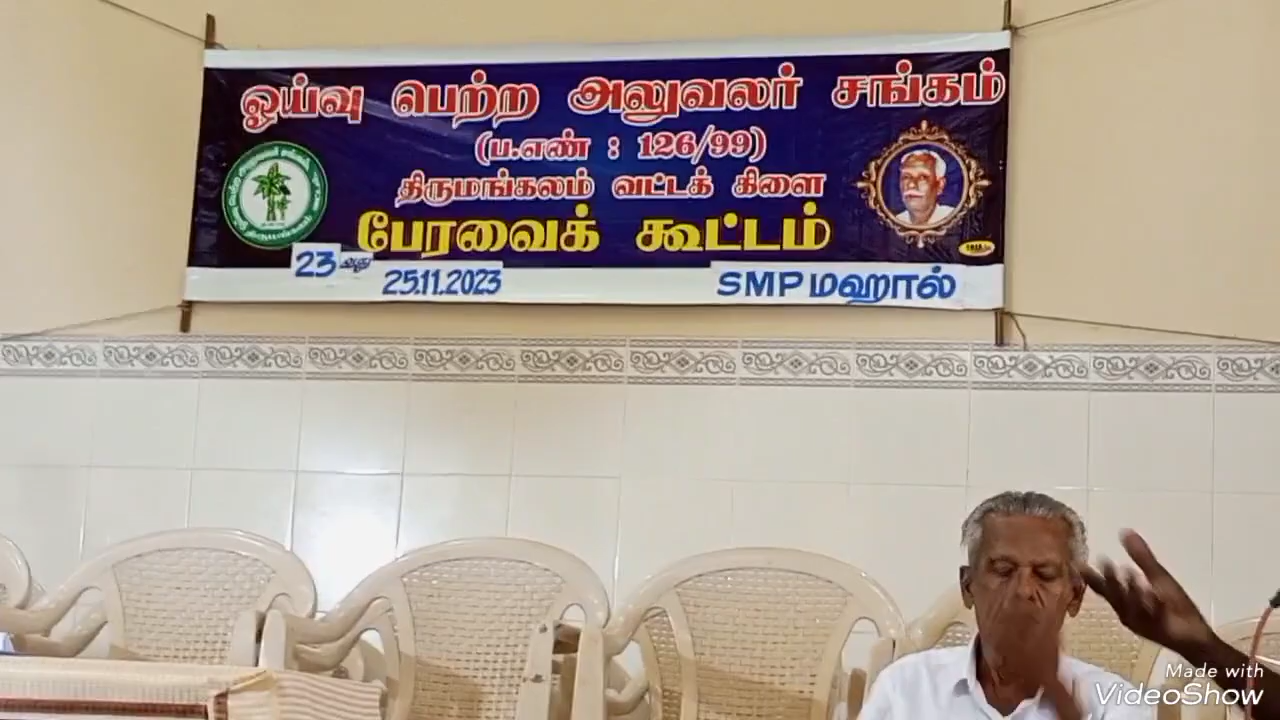 ஓய்வு பெற்ற அலுவலர் சங்கம்
(ப.எண் : 126/99)
திருமங்கலம் வட்டக் கிளை
பேரவைக் கூட்டம்
23 ஆவது
25.11.2023
SMP மஹால்
Made with
VideoShow